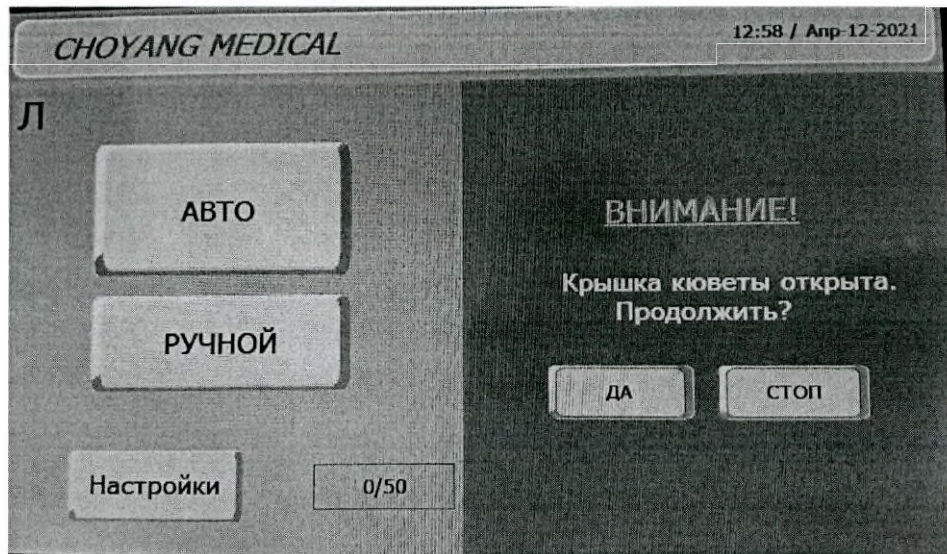 CHOYANG MEDICAL
12:58 / Апр-12-2021
Л
АВТО
РУЧНОЙ
Настройки
0/50
ВНИМАНИЕ!
Крышка кюветы открыта.
Продолжить?
ДА
СТОП